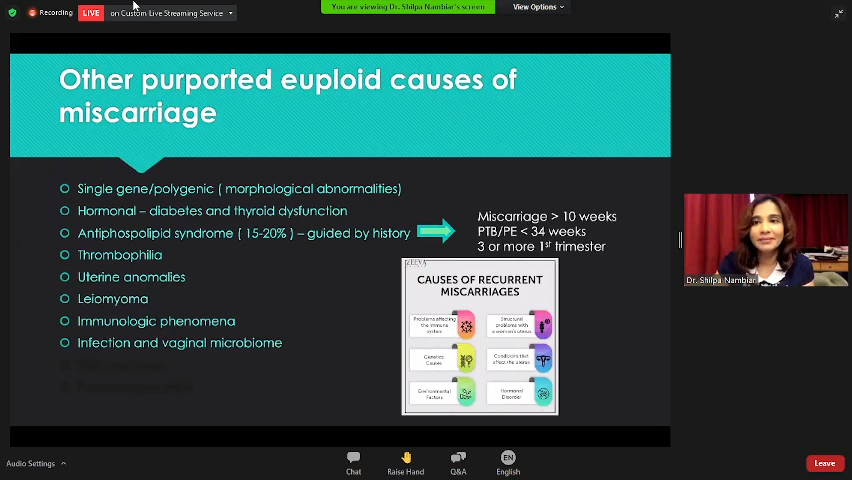 Recording
LIVE
on Custom Live Streaming Service
You are viewing Dr. Shilpa Nambiar's screen
View Options
Other purported euploid causes of
miscarriage
Single gene/polygenic ( morphological abnormalities)
Hormonal – diabetes and thyroid dysfunction
Antiphospolipid syndrome ( 15-20% ) – guided by history
Thrombophilia
Uterine anomalies
Leiomyoma
Immunologic phenomena
Infection and vaginal microbiome
Miscarriage > 10 weeks
PTB/PE < 34 weeks
3 or more 1st trimester
ZEEVA
CAUSES OF RECURRENT
MISCARRIAGES
Problems affecting
the immune
system
Structural
problems with
a woman's uterus
Genetics
Causes
Conditions that
affect the uterus
Environmental
Factors
Hormonal
Disorder
Dr. Shilpa Nambiar
Audio Settings
Chat
Raise Hand
Q&A
EN
English
Leave